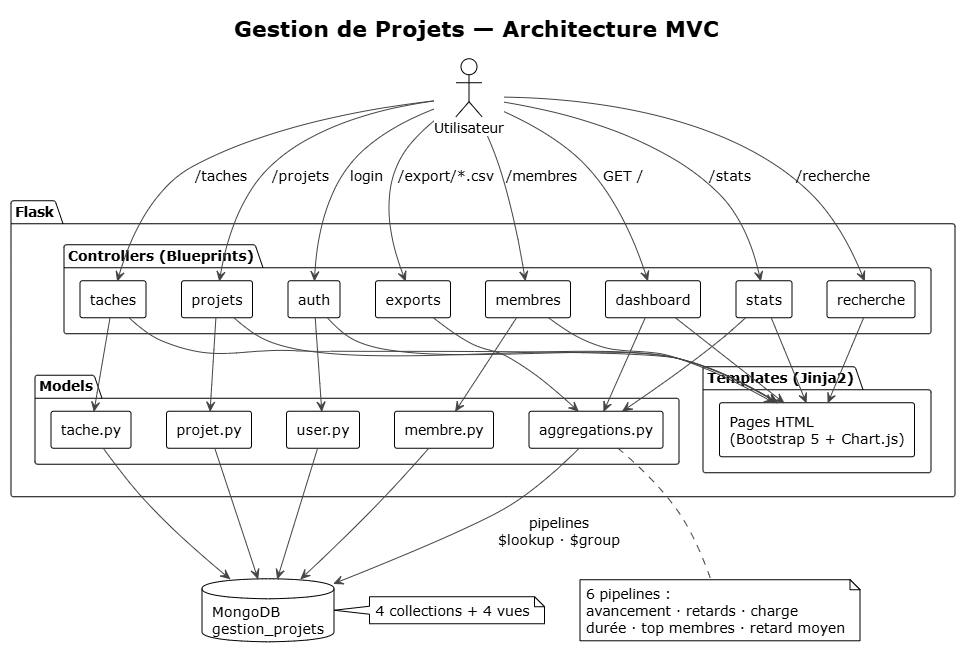 Gestion de Projets — Architecture MVC
Utilisateur
/taches
/projets
login
/export/*.csv
/membres
GET /
/stats
/recherche
Flask
Controllers (Blueprints)
taches
projets
auth
exports
membres
dashboard
stats
recherche
Models
tache.py
projet.py
user.py
membre.py
aggregations.py
Templates (Jinja2)
Pages HTML
(Bootstrap 5 + Chart.js)
pipelines
$lookup · $group
MongoDB
gestion_projets
4 collections + 4 vues
6 pipelines :
avancement · retards · charge
durée · top membres · retard moyen